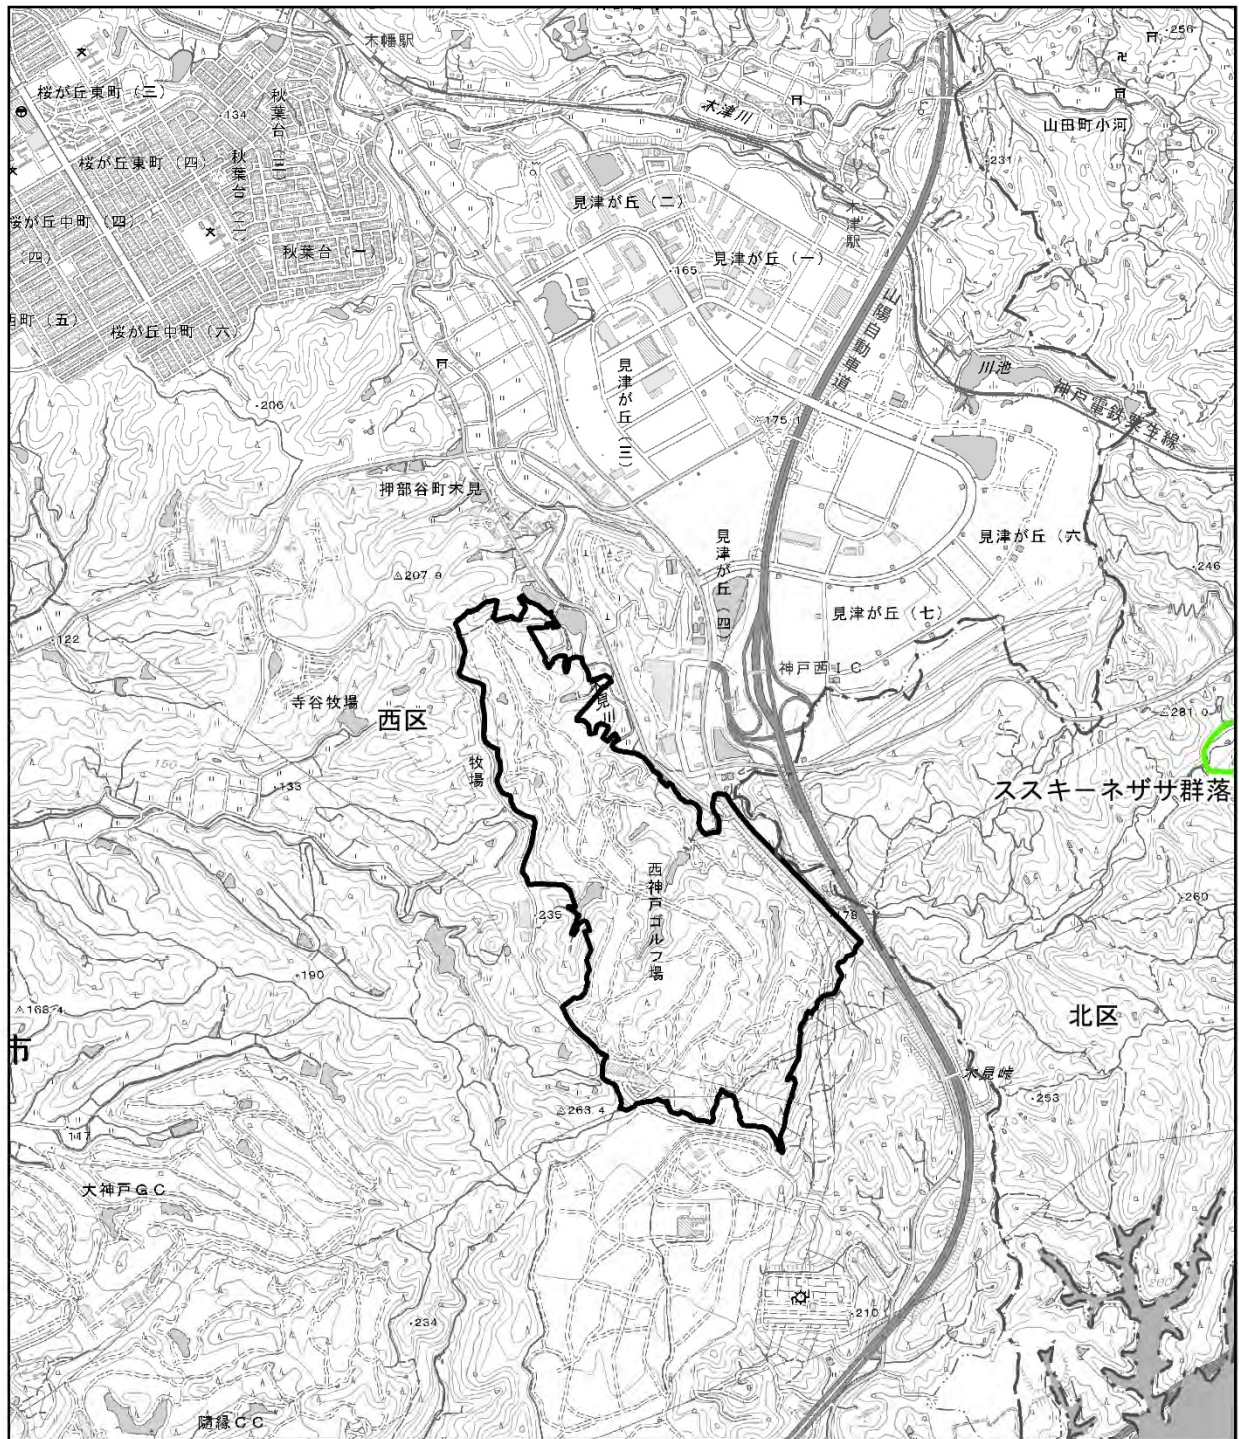 木幡駅
256
桜が丘東町(三)
134
秋葉台(三)
木津川
山田町小河
桜が丘東町(四)
秋葉台(二)
231
見津が丘(二)
桜が丘中町(四)
木津駅
(四)
秋葉台(一)
165
見津が丘(一)
山陽自動車道
町(五)
桜が丘中町(六)
川池
見津が丘(三)
神戸電鉄粟生線
206
175.1
押部谷町木見
見津が丘(四)
見津が丘(六
246
207.9
122
見津が丘(七)
神戸西IC
寺谷牧場
西区
見川
281.0
牧場
150
133
ススキーネザサ群落
西神戸ゴルフ場
260
235
178
190
168.4
北区
市
木見峠
263.4
253
117
大神戸GC
260
210
234
随縁CC